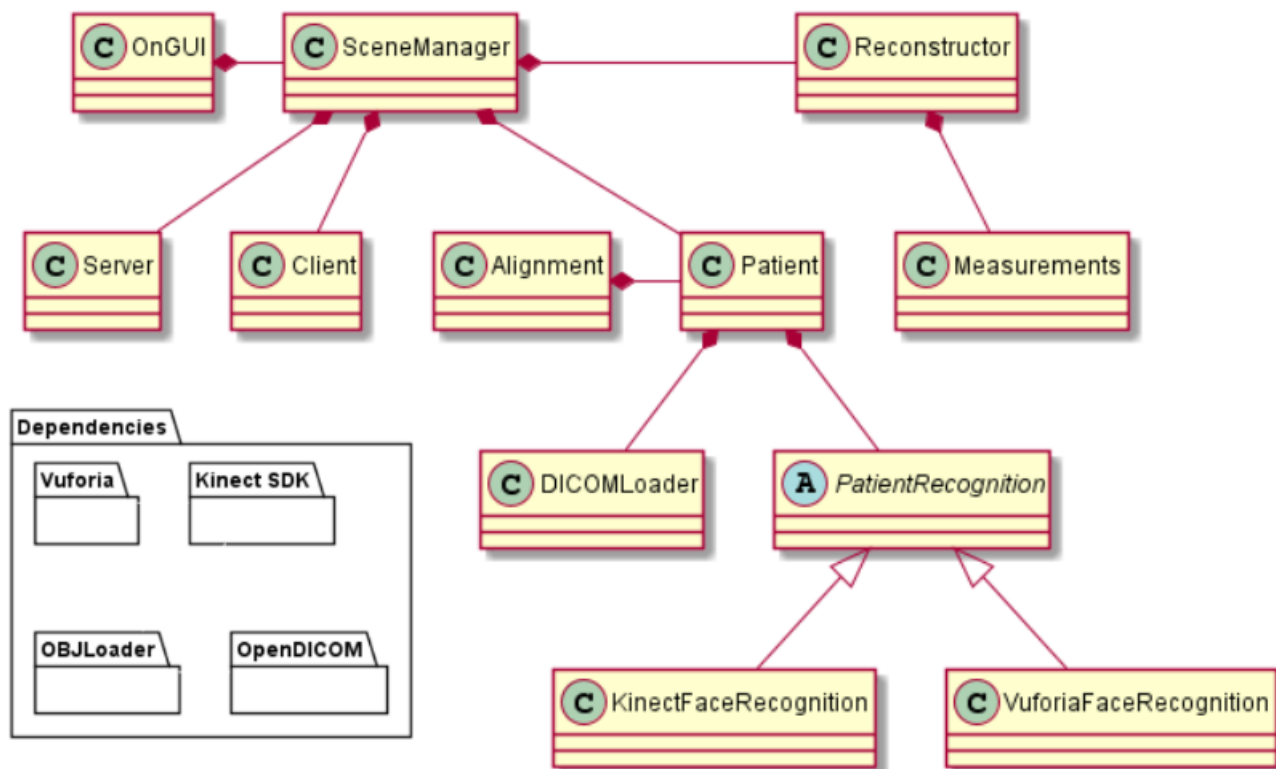 C OnGUI
C SceneManager
C Reconstructor
C Server
C Client
C Alignment
C Patient
C Measurements
Dependencies
Vuforia
Kinect SDK
C DICOMLoader
A PatientRecognition
OBJLoader
OpenDICOM
C KinectFaceRecognition
C VuforiaFaceRecognition